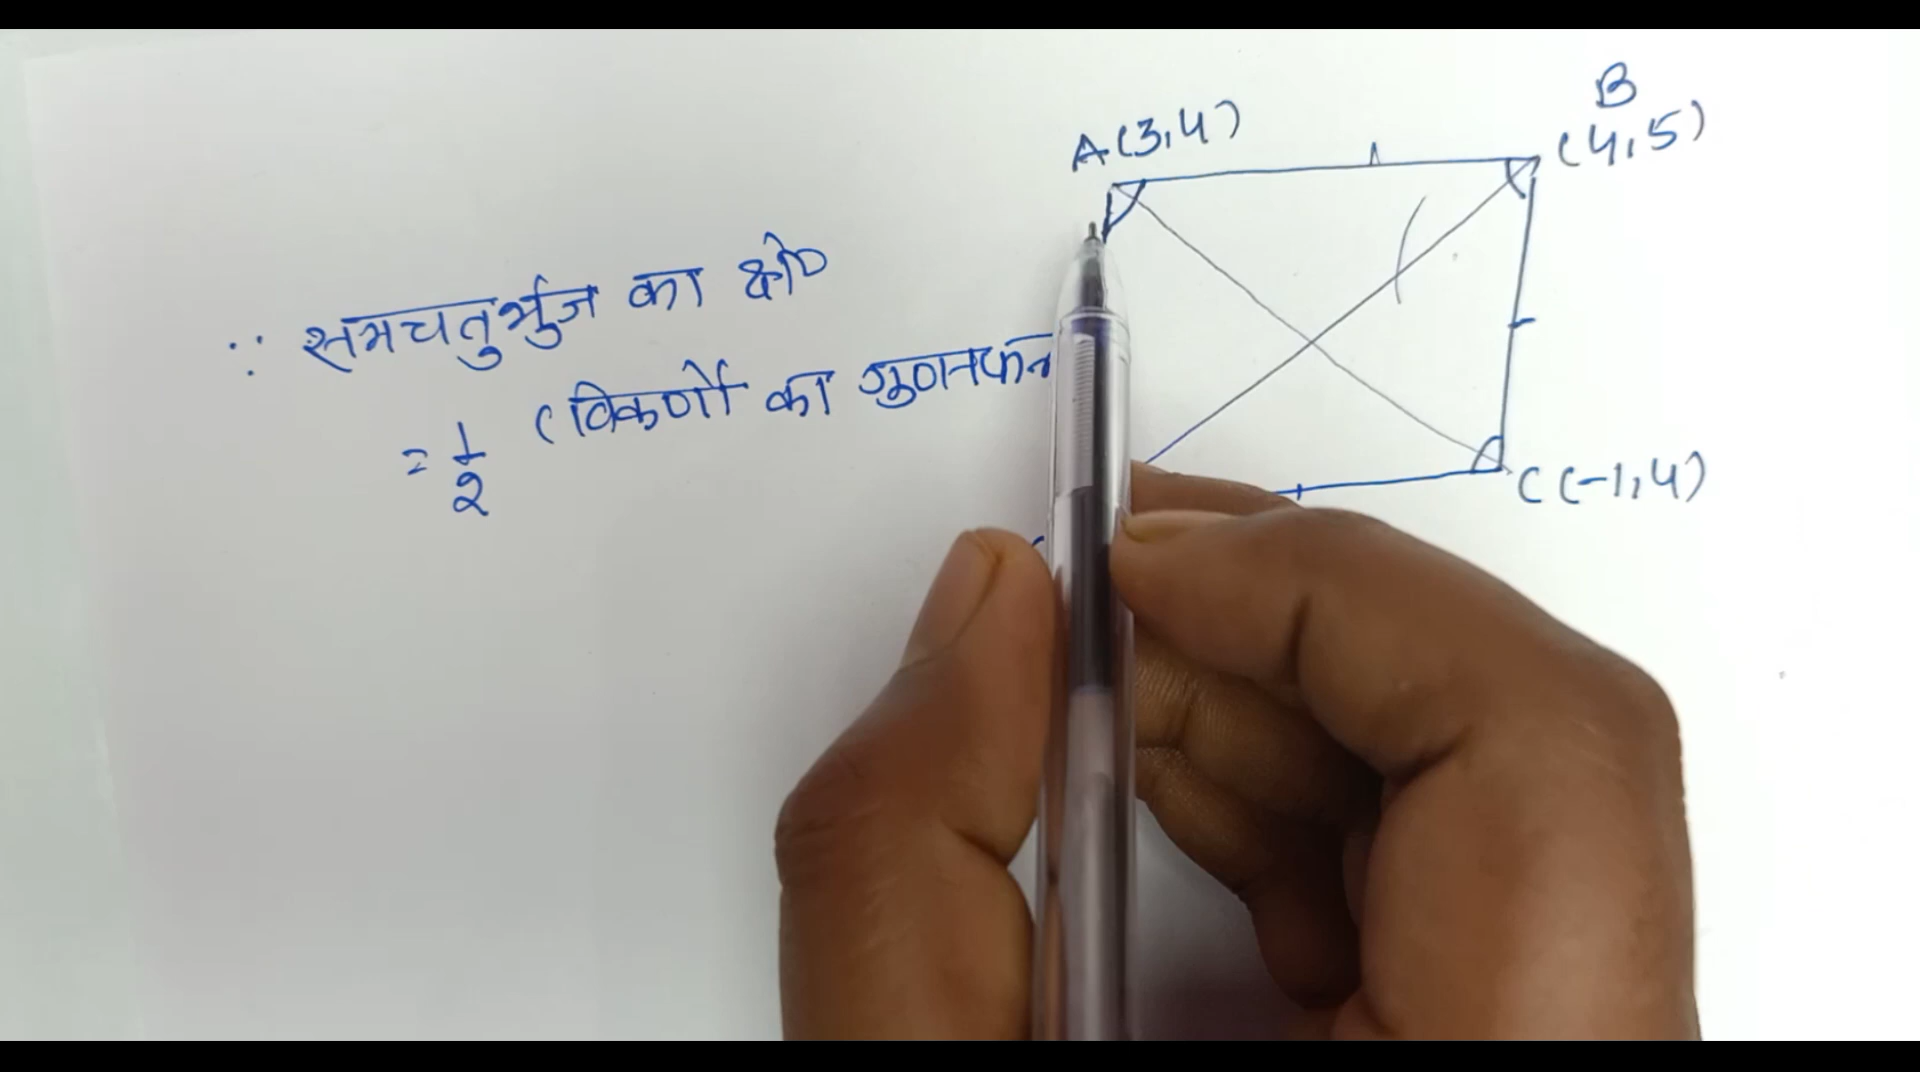 A(3,4)
B
(4,5)
∵ समचतुर्भुज का क्षे०
= 1/2 (विकर्णों का गुणनफल
C(-1,4)